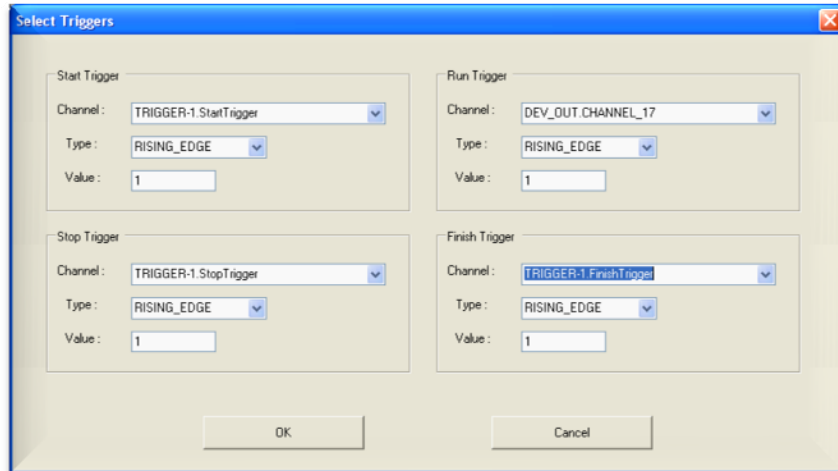 Select Triggers
Start Trigger
Channel :
TRIGGER-1.StartTrigger
Type :
RISING_EDGE
Value :
1
Run Trigger
Channel :
DEV_OUT.CHANNEL_17
Type :
RISING_EDGE
Value :
1
Stop Trigger
Channel :
TRIGGER-1.StopTrigger
Type :
RISING_EDGE
Value :
1
Finish Trigger
Channel :
TRIGGER-1.FinishTrigger
Type :
RISING_EDGE
Value :
1
OK
Cancel